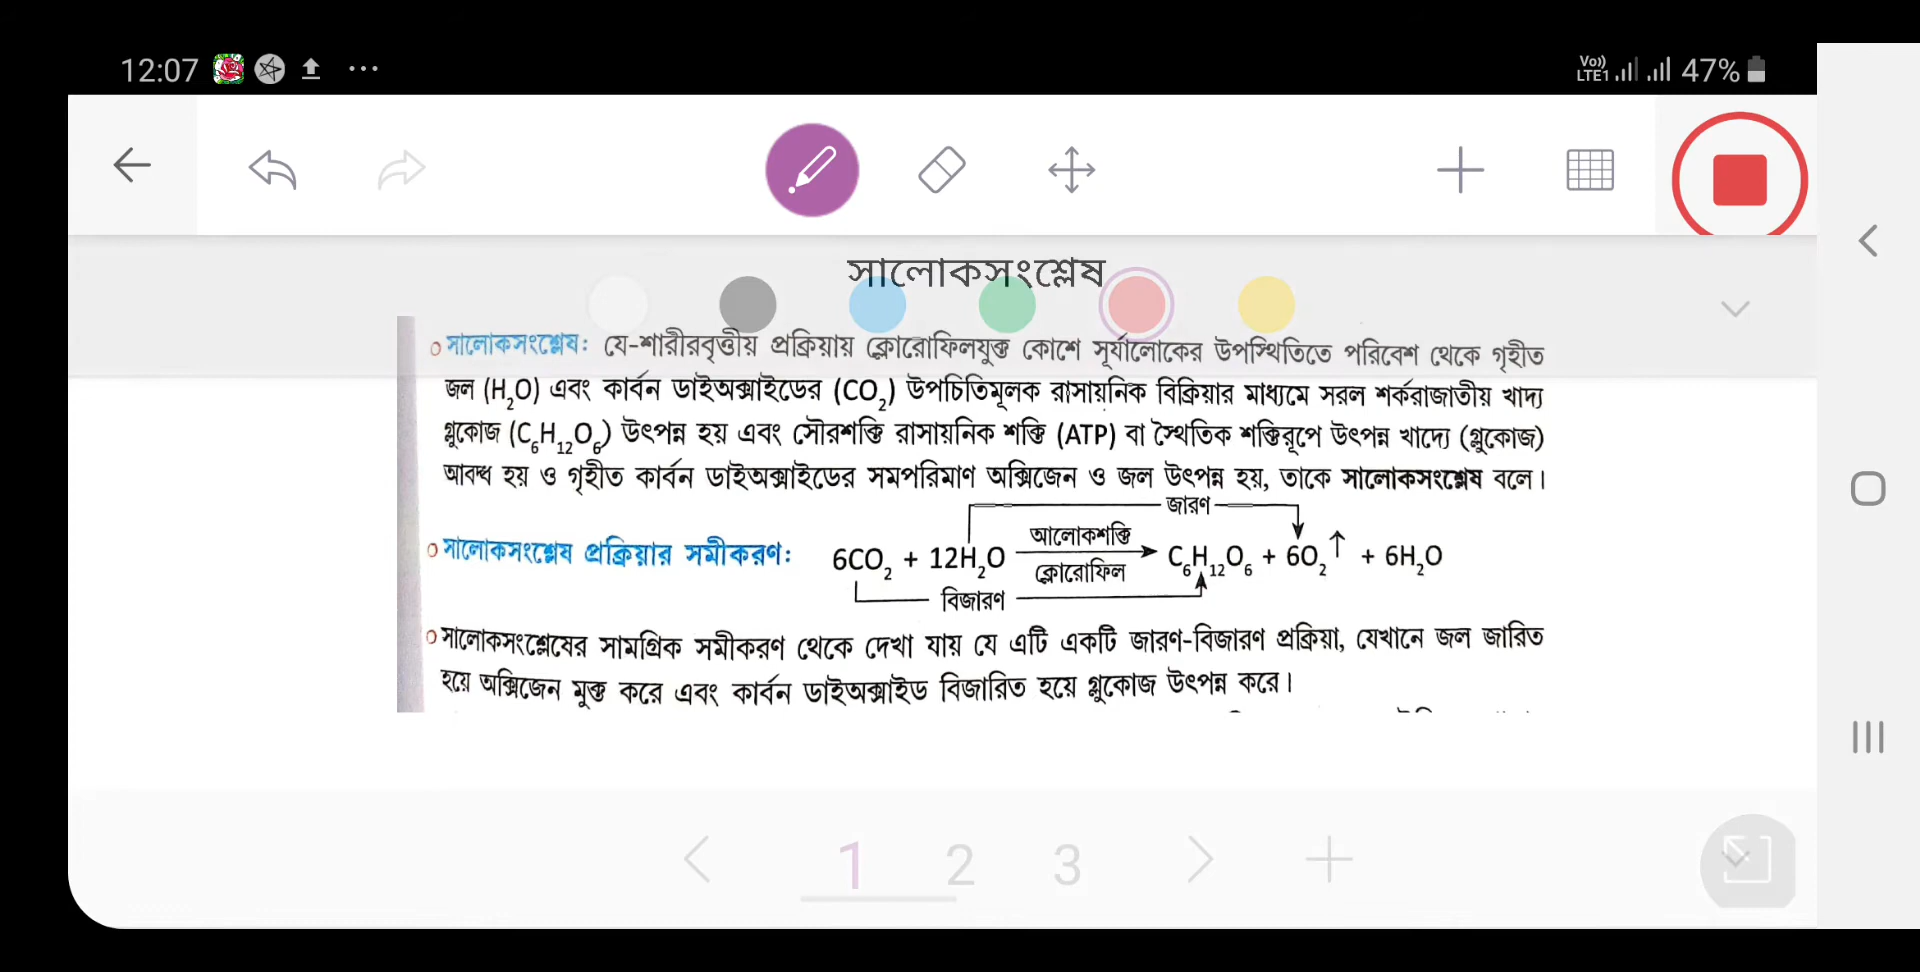 12:07
Vo))
LTE1
47%
সালোকসংশ্লেষ
সালোকসংশ্লেষ: যে-শারীরবৃত্তীয় প্রক্রিয়ায় ক্লোরোফিলযুক্ত কোশে সূর্যালোকের উপস্থিতিতে পরিবেশ থেকে গৃহীত
জল (H₂O) এবং কার্বন ডাইঅক্সাইডের (CO₂) উপচিতিমূলক রাসায়নিক বিক্রিয়ার মাধ্যমে সরল শর্করাজাতীয় খাদ্য
গ্লুকোজ (C₆H₁₂O₆) উৎপন্ন হয় এবং সৌরশক্তি রাসায়নিক শক্তি (ATP) বা স্থৈতিক শক্তিরূপে উৎপন্ন খাদ্যে (গ্লুকোজ)
আবদ্ধ হয় ও গৃহীত কার্বন ডাইঅক্সাইডের সমপরিমাণ অক্সিজেন ও জল উৎপন্ন হয়, তাকে সালোকসংশ্লেষ বলে।
জারণ
আলোকশক্তি
সালোকসংশ্লেষ প্রক্রিয়ার সমীকরণ: 6CO₂ + 12H₂O → C₆H₁₂O₆ + 6O₂↑ + 6H₂O
ক্লোরোফিল
বিজারণ
সালোকসংশ্লেষের সামগ্রিক সমীকরণ থেকে দেখা যায় যে এটি একটি জারণ-বিজারণ প্রক্রিয়া, যেখানে জল জারিত
হয়ে অক্সিজেন মুক্ত করে এবং কার্বন ডাইঅক্সাইড বিজারিত হয়ে গ্লুকোজ উৎপন্ন করে।
1 2 3